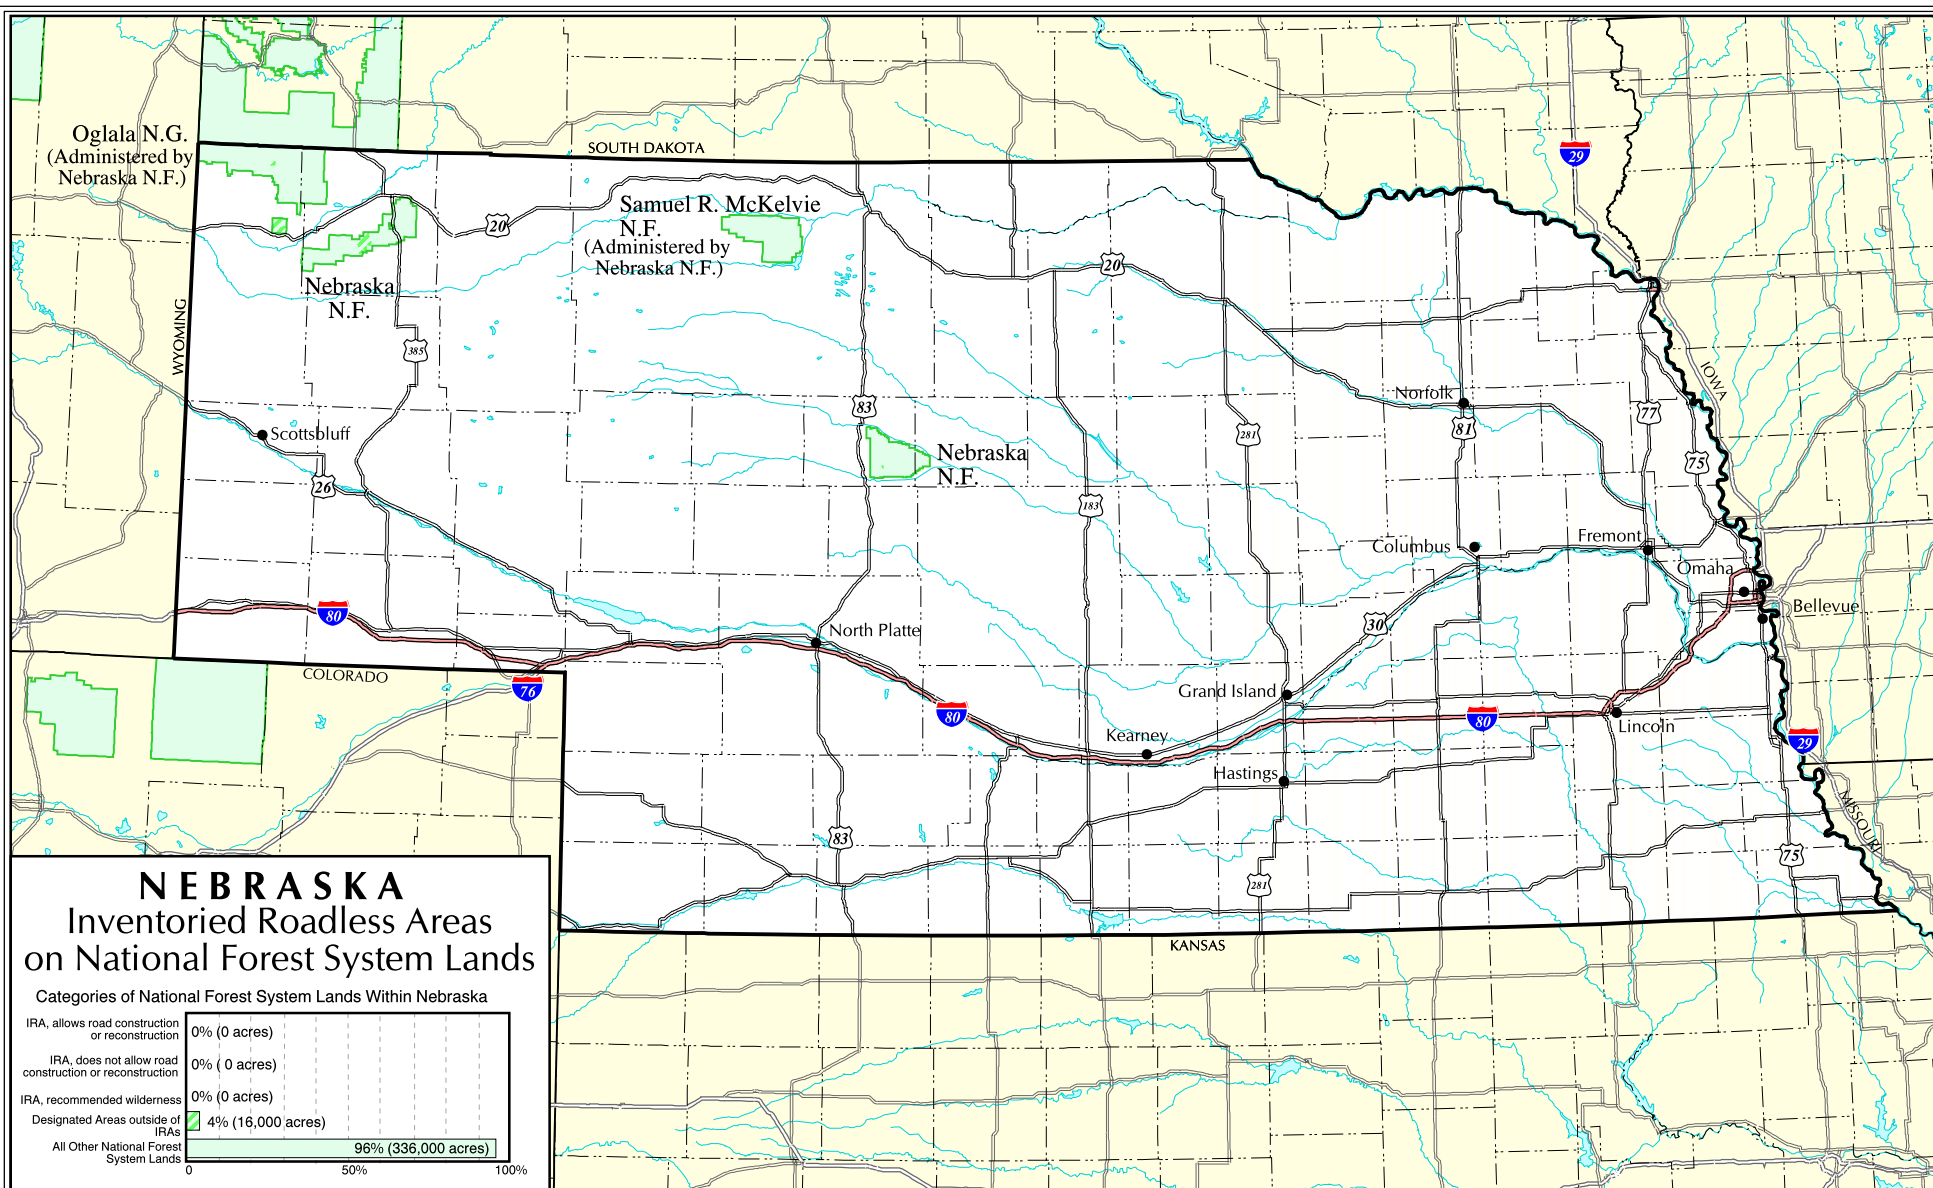 29
Oglala N.G.
(Administered by
Nebraska N.F.)
SOUTH DAKOTA
Samuel R. McKelvie
N.F.
(Administered by
Nebraska N.F.)
20
20
Nebraska
N.F.
WYOMING
385
IOWA
Norfolk
83
77
81
281
Scottsbluff
Nebraska
N.F.
75
26
183
Fremont
Columbus
Omaha
Bellevue
80
30
North Platte
COLORADO
76
Grand Island
80
80
Lincoln
Kearney
29
Hastings
MISSOURI
83
75
281
KANSAS
NEBRASKA
Inventoried Roadless Areas
on National Forest System Lands
Categories of National Forest System Lands Within Nebraska
IRA, allows road construction
or reconstruction
0% (0 acres)
IRA, does not allow road
construction or reconstruction
0% ( 0 acres)
IRA, recommended wilderness
0% (0 acres)
Designated Areas outside of
IRAs
4% (16,000 acres)
All Other National Forest
System Lands
96% (336,000 acres)
0 50% 100%